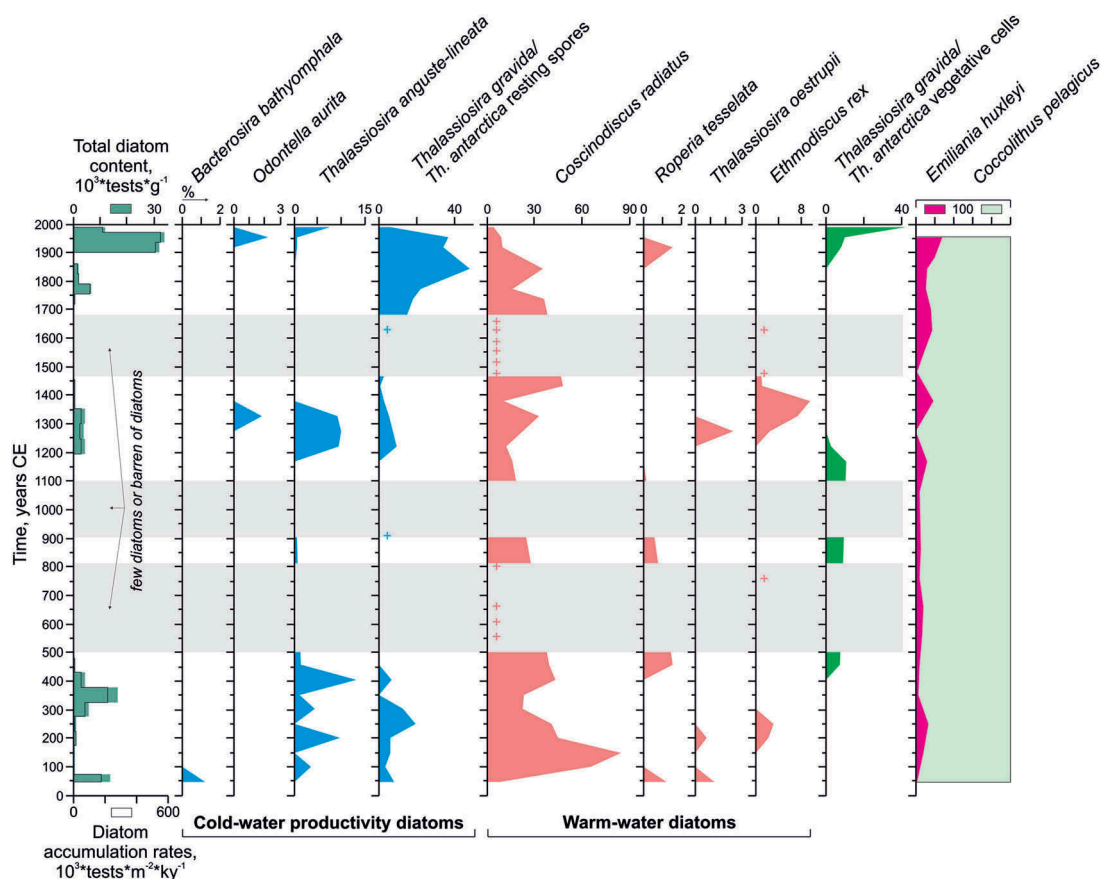 Bacterosira bathyomphala
Odontella aurita
Thalassiosira anguste-lineata
Thalassiosira gravida/
Th. antarctica resting spores
Coscinodiscus radiatus
Roperia tesselata
Thalassiosira oestrupii
Ethmodiscus rex
Thalassiosira gravida/
Th. antarctica vegetative cells
Emiliania huxleyi
Coccolithus pelagicus
Total diatom
content,
10³*tests*g⁻¹
%
100
0 30 0 2 0 3 0 15 0 40 0 30 60 90 0 2 0 3 0 8 0 40
2000
1900
1800
1700
1600
1500
1400
1300
1200
1100
1000
900
800
700
600
500
400
300
200
100
0
Time, years CE
few diatoms or barren of diatoms
0 600
Diatom
accumulation rates,
10³*tests*m⁻²*ky⁻¹
Cold-water productivity diatoms
Warm-water diatoms